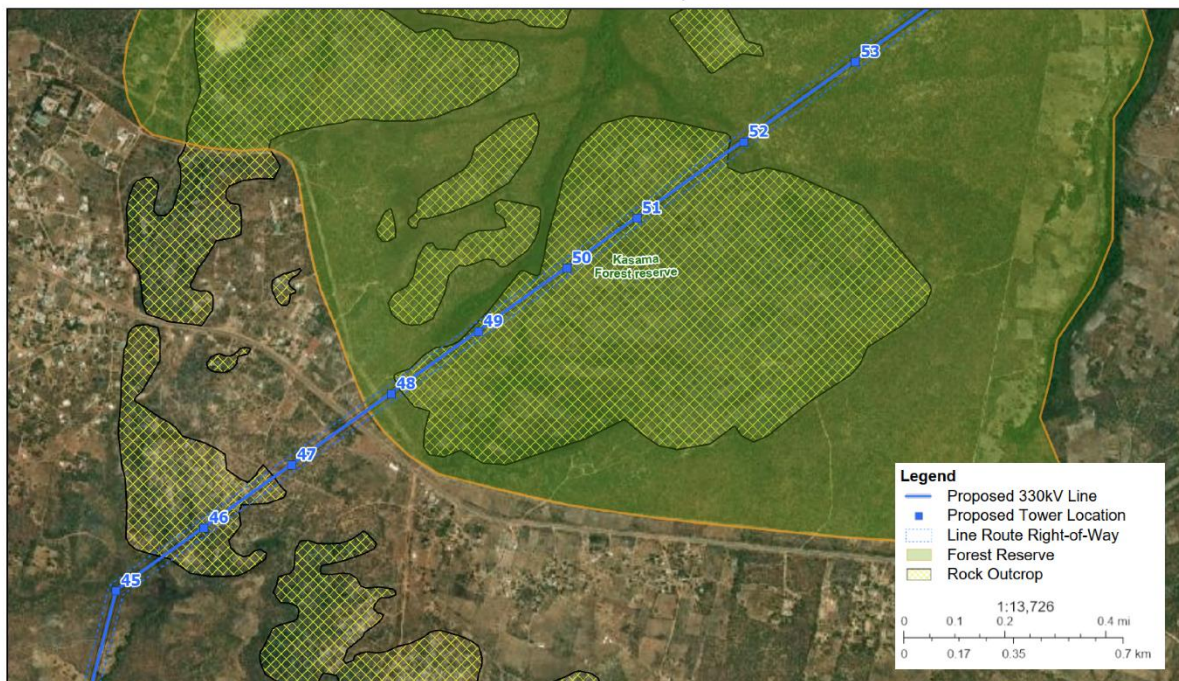 53
52
51
50
Kasama
Forest reserve
49
48
47
46
45
Legend
Proposed 330kV Line
Proposed Tower Location
Line Route Right-of-Way
Forest Reserve
Rock Outcrop
1:13,726
0 0.1 0.2 0.4 mi
0 0.17 0.35 0.7 km